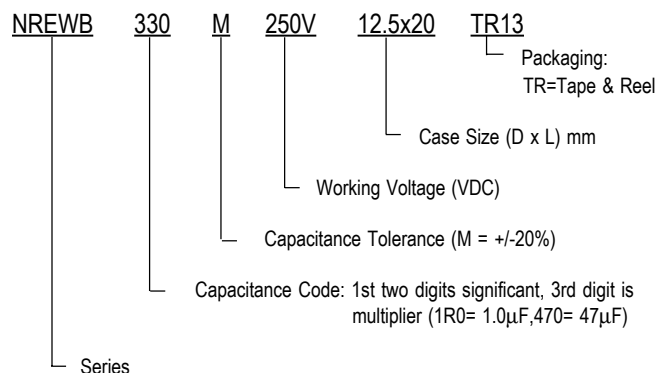 NREWB 330 M 250V 12.5x20 TR13
Packaging:
TR=Tape & Reel
Case Size (D x L) mm
Working Voltage (VDC)
Capacitance Tolerance (M = +/-20%)
Capacitance Code: 1st two digits significant, 3rd digit is
multiplier (1R0= 1.0μF,470= 47μF)
Series